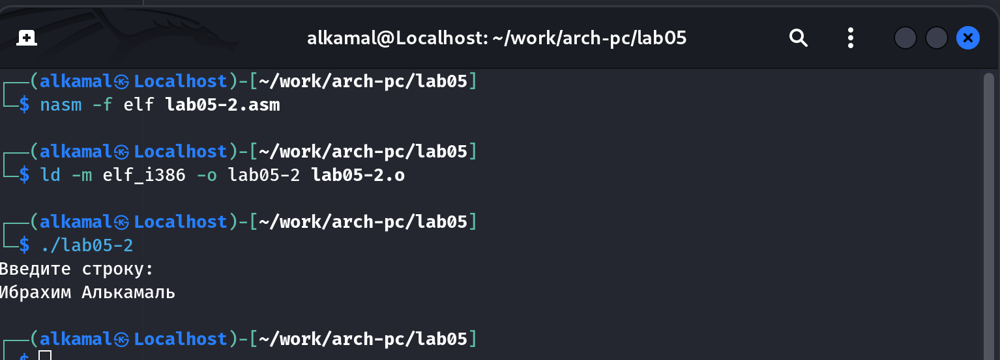 alkamal@Localhost: ~/work/arch-pc/lab05
┌──(alkamal㉿Localhost)-[~/work/arch-pc/lab05]
└─$ nasm -f elf lab05-2.asm
┌──(alkamal㉿Localhost)-[~/work/arch-pc/lab05]
└─$ ld -m elf_i386 -o lab05-2 lab05-2.o
┌──(alkamal㉿Localhost)-[~/work/arch-pc/lab05]
└─$ ./lab05-2
Введите строку:
Ибрахим Алькамаль
┌──(alkamal㉿Localhost)-[~/work/arch-pc/lab05]
└─$